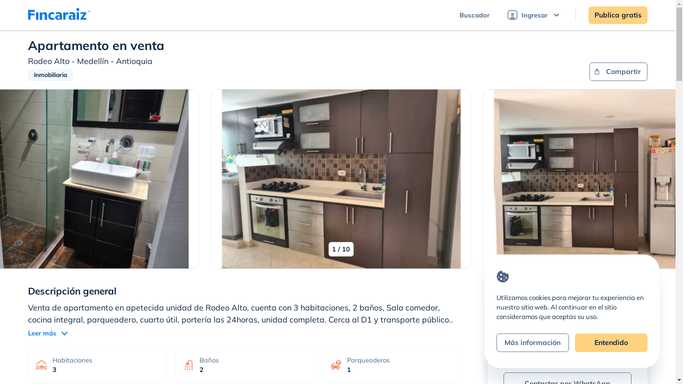 Fincaraiz
Buscador
Ingresar
Publica gratis
Apartamento en venta
Rodeo Alto - Medellín - Antioquia
Inmobiliaria
Compartir
1 / 10
Descripción general
Venta de apartamento en apetecida unidad de Rodeo Alto, cuenta con 3 habitaciones, 2 baños, Sala comedor,
cocina integral, parqueadero, cuarto útil, portería las 24horas, unidad completa. Cerca al D1 y transporte público..
Leer más
Habitaciones
3
Baños
2
Parqueaderos
1
Utilizamos cookies para mejorar tu experiencia en
nuestro sitio web. Al continuar en el sitio
consideramos que aceptas su uso.
Más información
Entendido
Contactar por WhatsApp